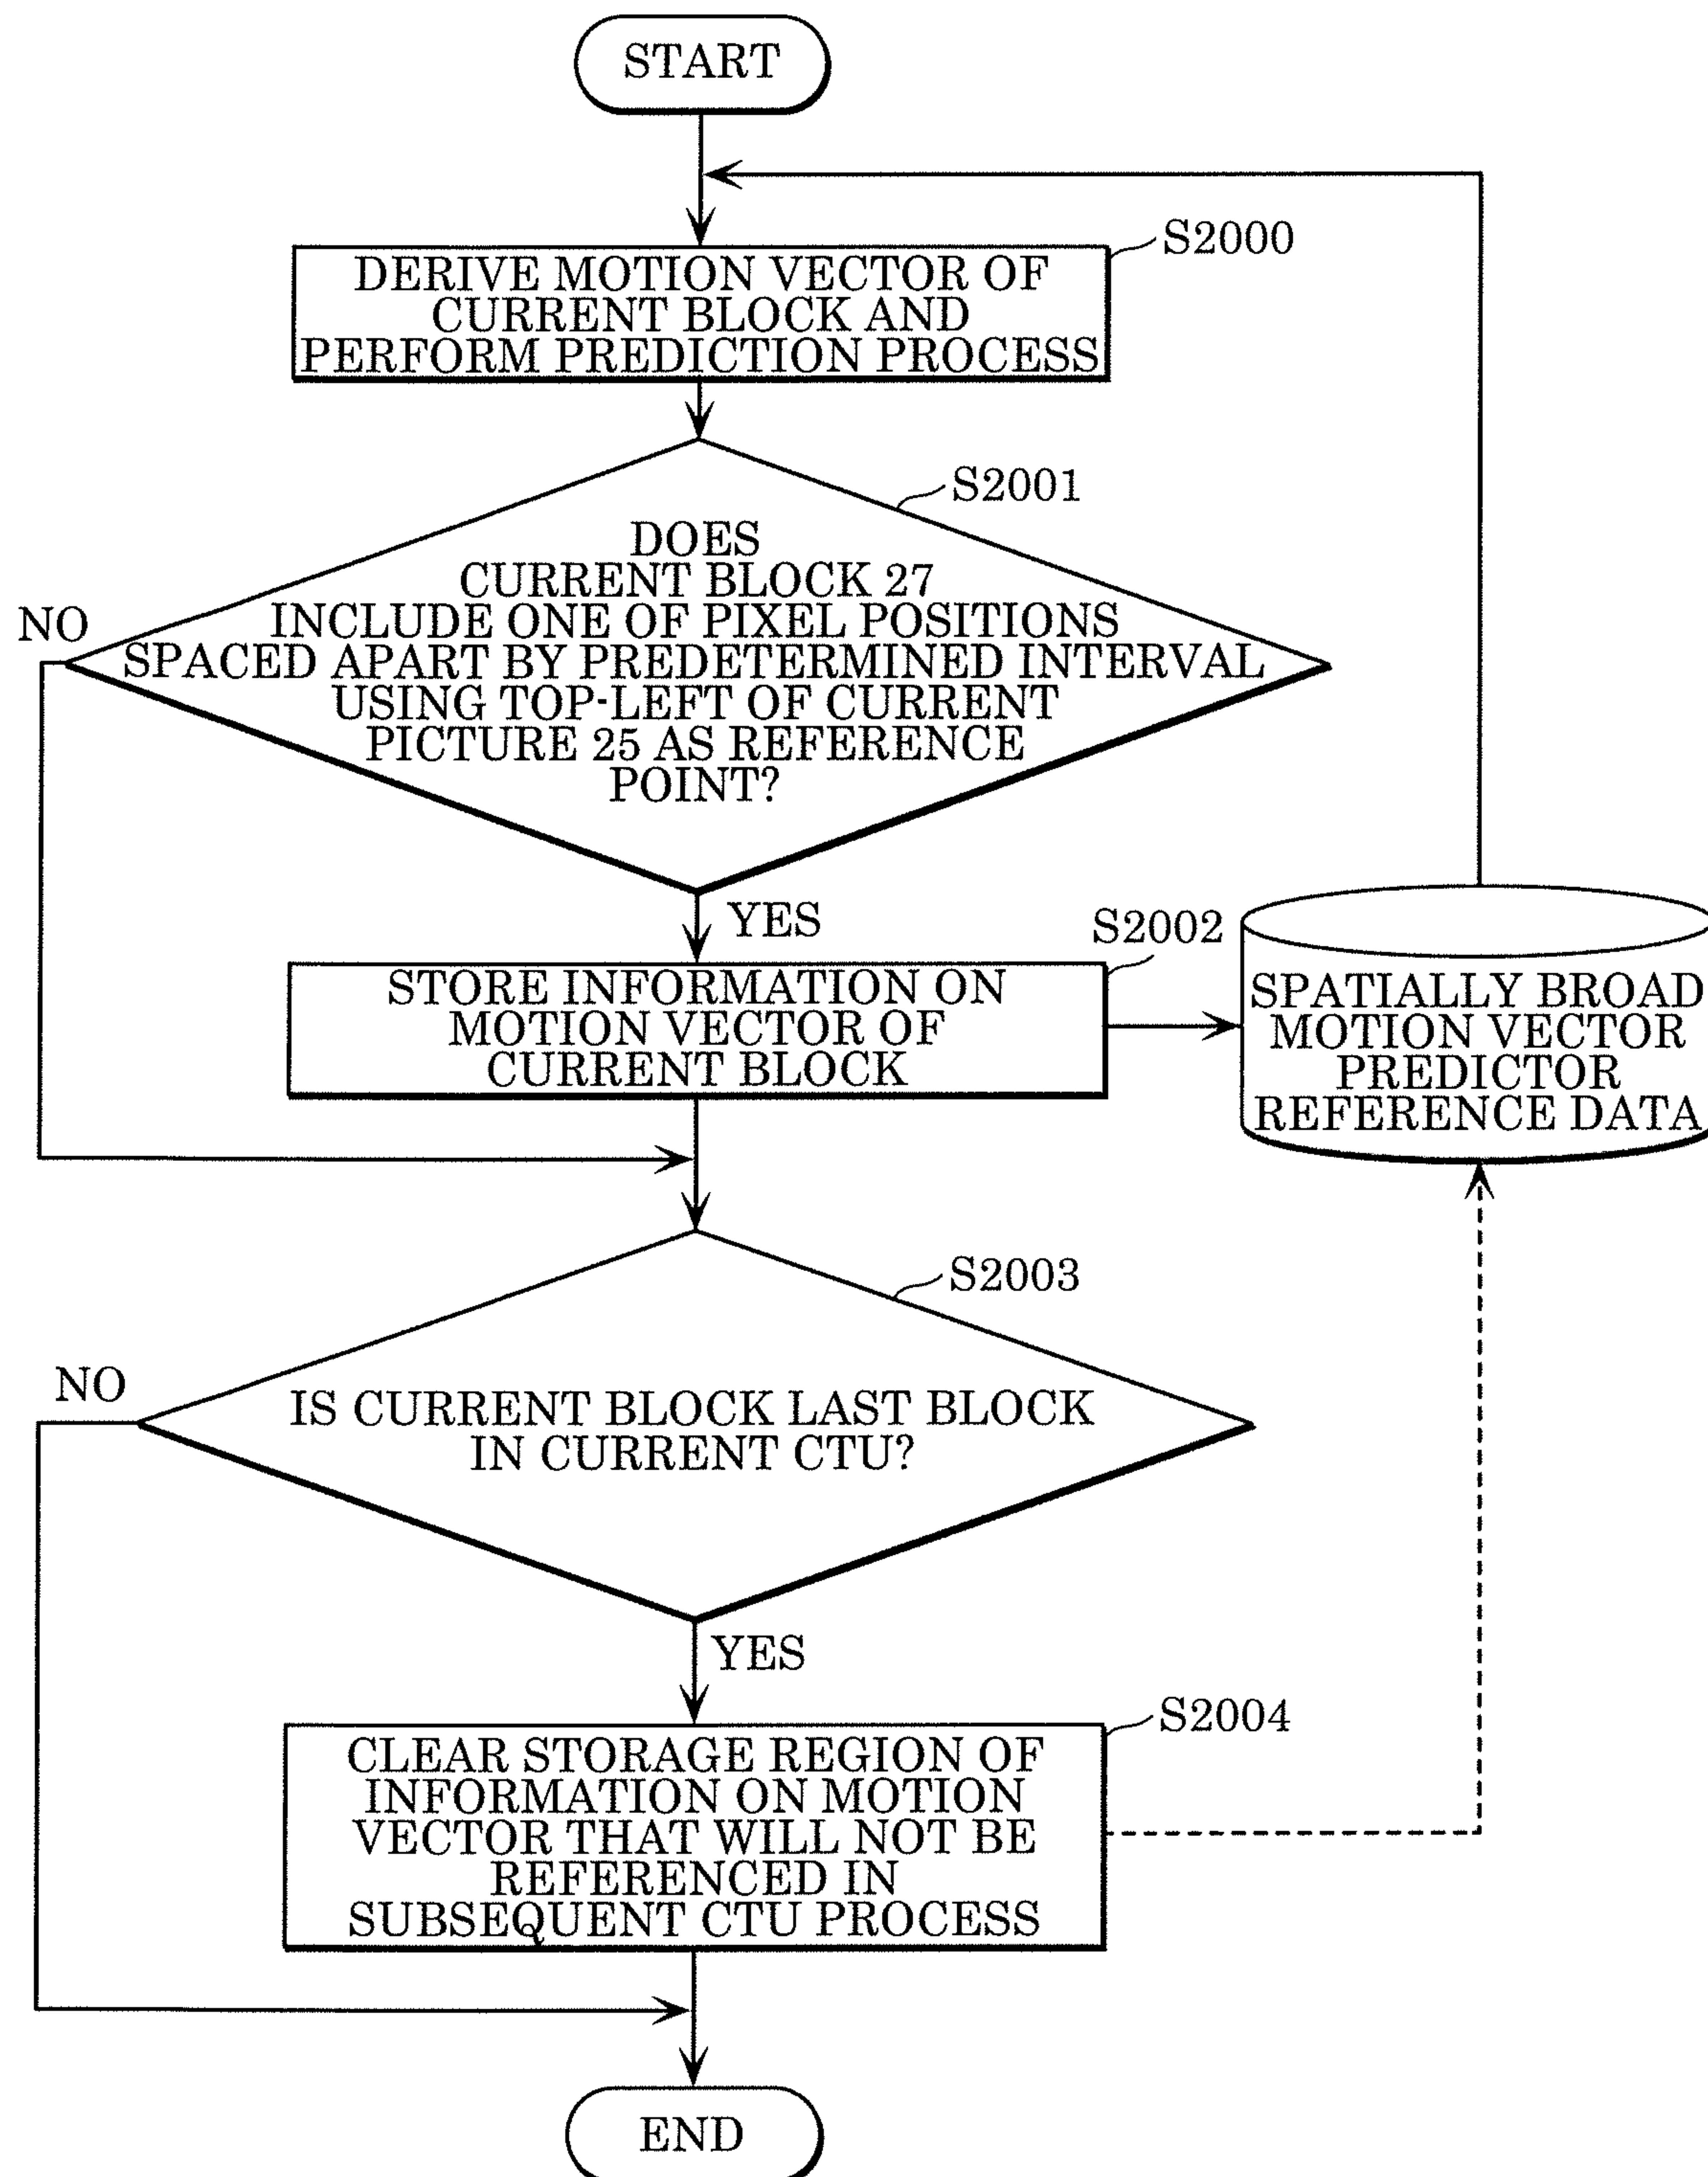 START
S2000
DERIVE MOTION VECTOR OF
CURRENT BLOCK AND
PERFORM PREDICTION PROCESS
S2001
DOES
CURRENT BLOCK 27
INCLUDE ONE OF PIXEL POSITIONS
SPACED APART BY PREDETERMINED INTERVAL
USING TOP-LEFT OF CURRENT
PICTURE 25 AS REFERENCE
POINT?
NO
YES
S2002
STORE INFORMATION ON
MOTION VECTOR OF
CURRENT BLOCK
SPATIALLY BROAD
MOTION VECTOR
PREDICTOR
REFERENCE DATA
S2003
NO
IS CURRENT BLOCK LAST BLOCK
IN CURRENT CTU?
YES
S2004
CLEAR STORAGE REGION OF
INFORMATION ON MOTION
VECTOR THAT WILL NOT BE
REFERENCED IN
SUBSEQUENT CTU PROCESS
END